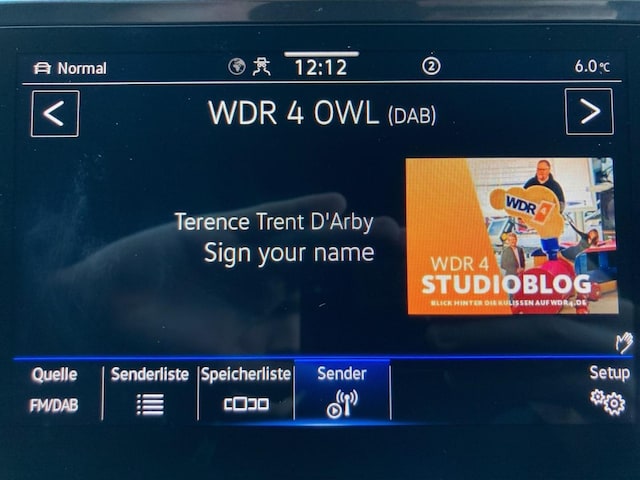 Normal
12:12
2
6.0°C
<
WDR 4 OWL (DAB)
>
Terence Trent D'Arby
Sign your name
WDR 4
WDR 4
STUDIOBLOG
BLICK HINTER DIE KULISSEN AUF WDR4.DE
Quelle
Senderliste
Speicherliste
Sender
Setup
FM/DAB